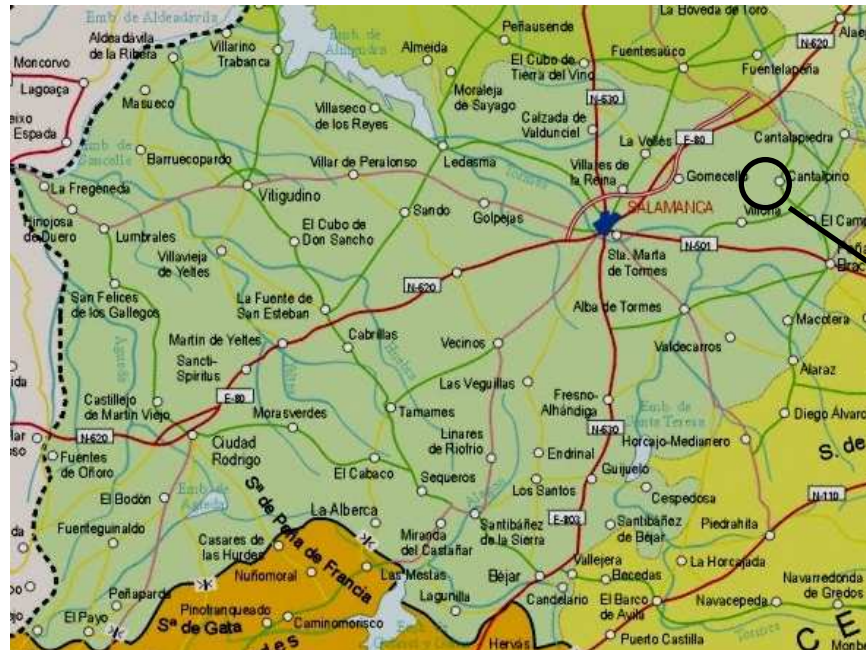 Emb. de Aldeadávila
La Bóveda de Toro
Peñausende
Aldeadávila
de la Ribera
Villarino
Trabanca
Almeida
El Cubo de
Tierra del Vino
Fuentesaúco
N-620
Moncorvo
Lagoaça
Fuentelapeña
Masueco
Villaseco
de los Reyes
Moraleja
de Sayago
N-630
Calzada de
Valdunciel
La Vellés
E-80
Cantalapiedra
Espada
Barruecopardo
Villar de Peralonso
Ledesma
Villares de
la Reina
Gomecello
Cantalpino
La Fregeneda
Vitigudino
Tormes
Hinojosa
de Duero
Lumbrales
El Cubo de
Don Sancho
Sando
Golpejas
SALAMANCA
Villoria
El Camp
Villavieja
de Yeltes
Sta. Marta
de Tormes
N-501
N-620
San Felices
de los Gallegos
La Fuente de
San Esteban
Alba de Tormes
Macotera
Martín de Yeltes
Cabrillas
Vecinos
Valdecarros
Sancti-
Spíritus
Huebra
Agueda
Yeltes
Alaraz
Las Veguillas
Castillejo
de Martín Viejo
E-80
Morasverdes
Tamames
Fresno-
Alhándiga
Emb. de
Santa Teresa
Diego Álvaro
N-620
Ciudad
Rodrigo
Linares
de Riofrío
N-630
Horcajo-Medianero
S. de
Fuentes
de Oñoro
El Cabaco
Endrinal
Guijuelo
El Bodón
Emb. de
Agueda
Sequeros
Los Santos
Cespedosa
N-110
Sª de Peña de Francia
La Alberca
Alagón
E-803
Fuenteguinaldo
Casares de
las Hurdes
Miranda
del Castañar
Santibáñez
de la Sierra
Santibáñez
de Béjar
Piedrahíta
Nuñomoral
Las Mestas
Béjar
Vallejera
La Horcajada
Peñaparda
Becedas
Navarredonda
de Gredos
Pinofranqueado
Sª de Gata
Lagunilla
Candelario
El Barco
de Ávila
Navacepeda
El Payo
Caminomorisco
Hervás
Puerto Castilla
Tormes
C E